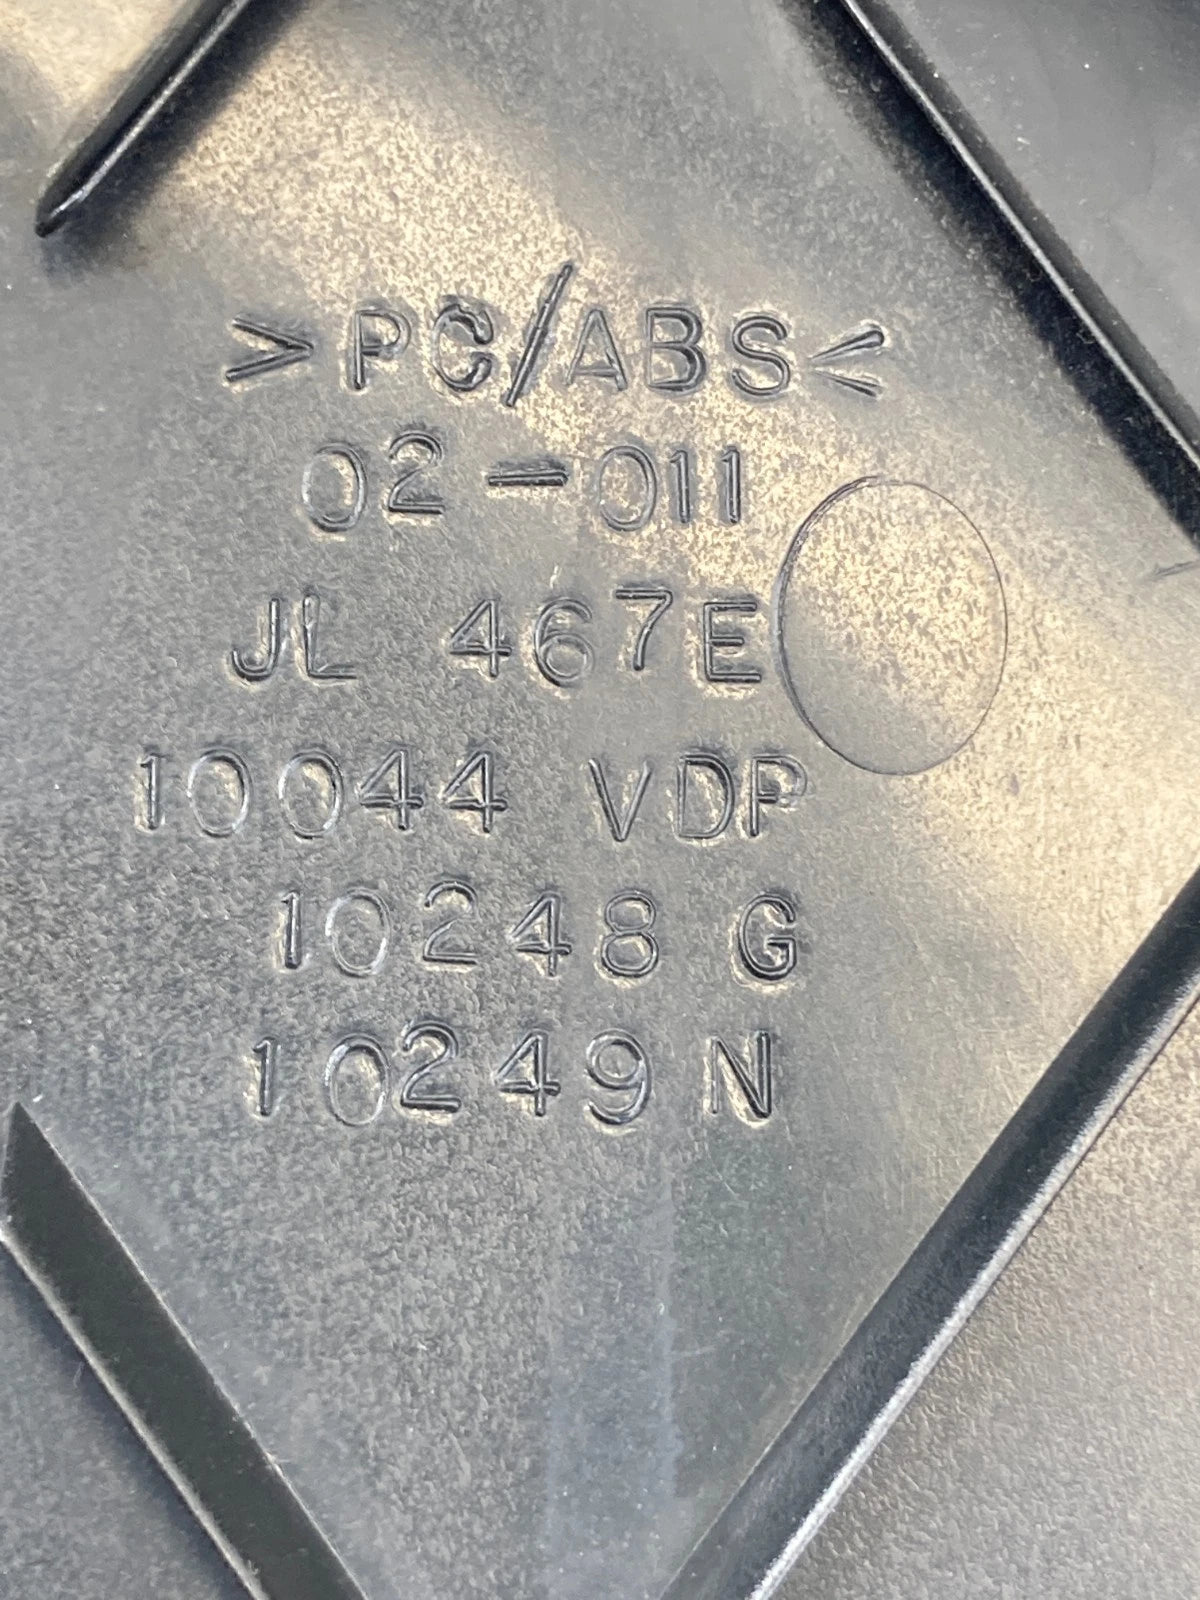 >PC/ABS<
02-011
JL 467E
10044 VDP
10248 G
10249 N